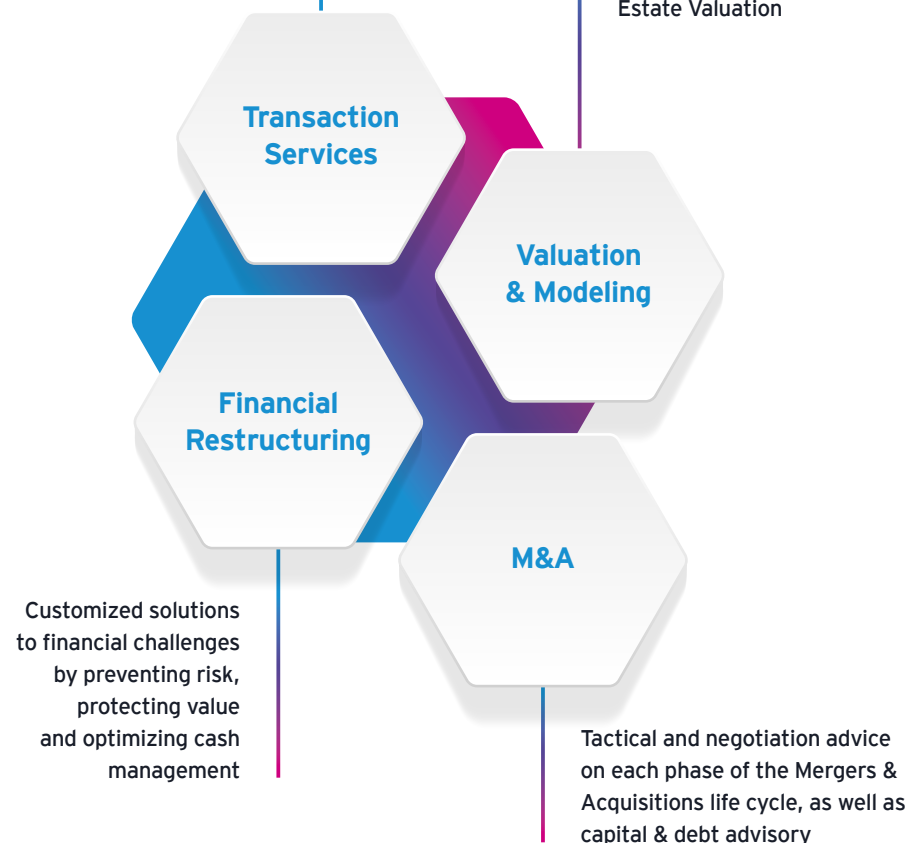 Estate Valuation
Transaction
Services
Valuation
& Modeling
Financial
Restructuring
M&A
Customized solutions
to financial challenges
by preventing risk,
protecting value
and optimizing cash
management
Tactical and negotiation advice
on each phase of the Mergers &
Acquisitions life cycle, as well as
capital & debt advisory